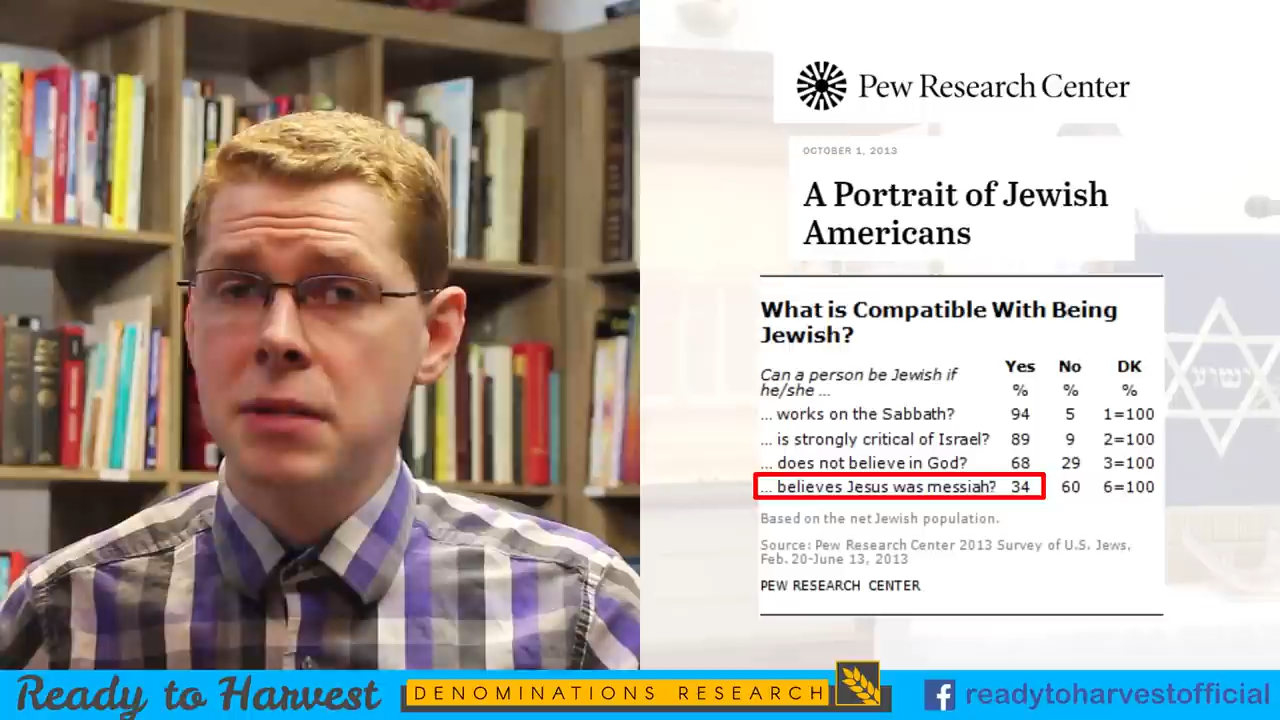 Pew Research Center
OCTOBER 1, 2013
A Portrait of Jewish
Americans
What is Compatible With Being
Jewish?
Can a person be Jewish if he/she ... Yes No DK
% % %
... works on the Sabbath? 94 5 1=100
... is strongly critical of Israel? 89 9 2=100
... does not believe in God? 68 29 3=100
... believes Jesus was messiah? 34 60 6=100
Based on the net Jewish population.
Source: Pew Research Center 2013 Survey of U.S. Jews,
Feb. 20-June 13, 2013
PEW RESEARCH CENTER
ישוע
Ready to Harvest
DENOMINATIONS RESEARCH
readytoharvestofficial